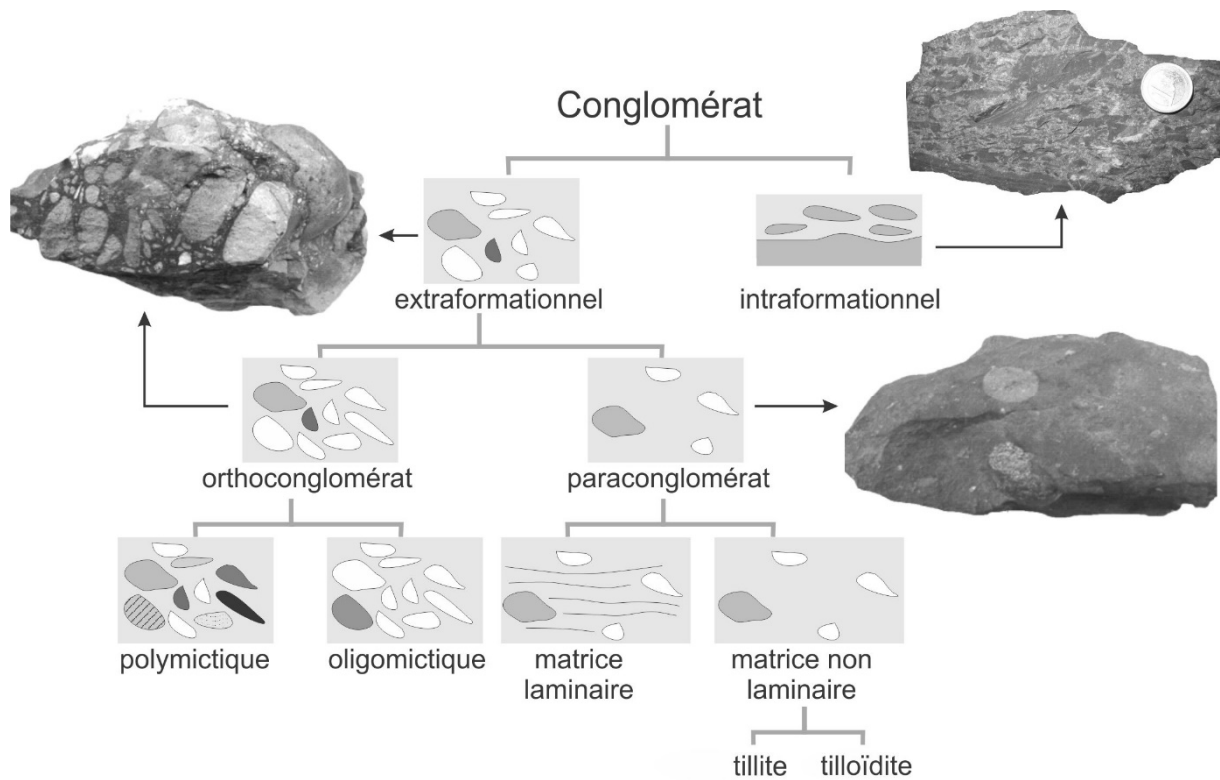 Conglomérat
extraformationnel
intraformationnel
orthoconglomérat
paraconglomérat
polymictique
oligomictique
matrice
laminaire
matrice non
laminaire
tillite
tilloïdite